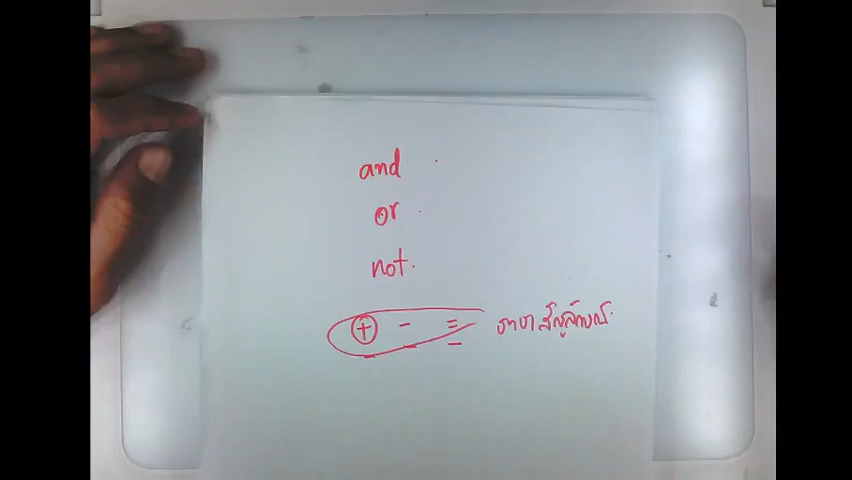 and
or
not.
+ - = ภาษาสัญลักษณ์